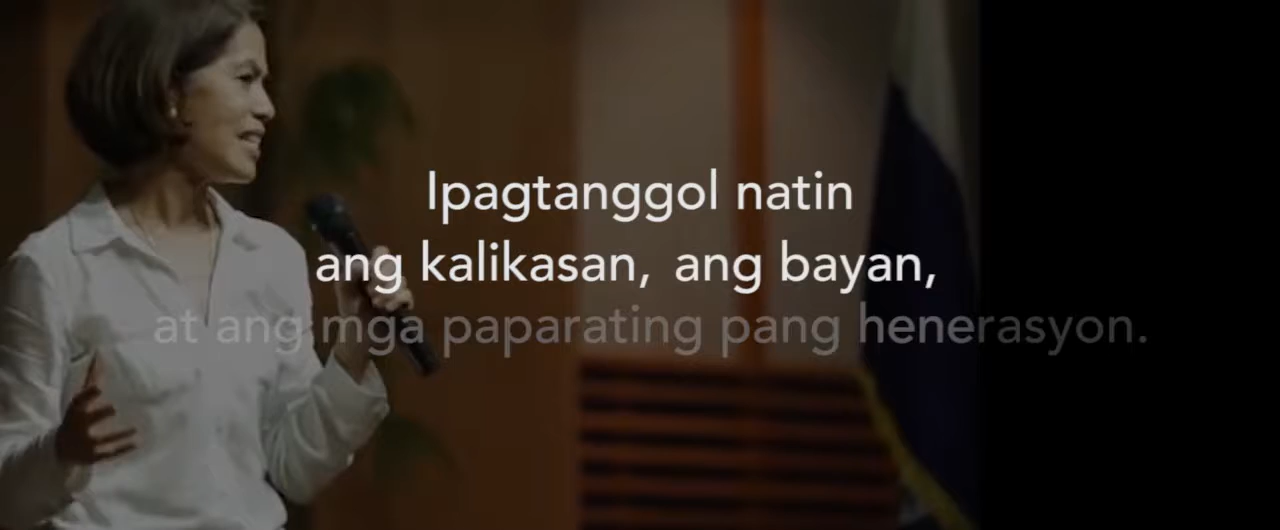 Ipagtanggol natin
ang kalikasan, ang bayan,
at ang mga paparating pang henerasyon.